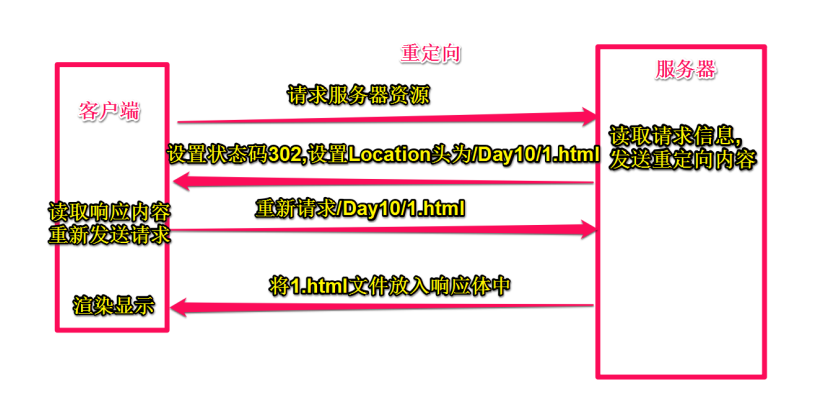 重定向
客户端
服务器
请求服务器资源
读取请求信息,
发送重定向内容
设置状态码302,设置Location头为/Day10/1.html
读取响应内容
重新发送请求
重新请求/Day10/1.html
将1.html文件放入响应体中
渲染显示